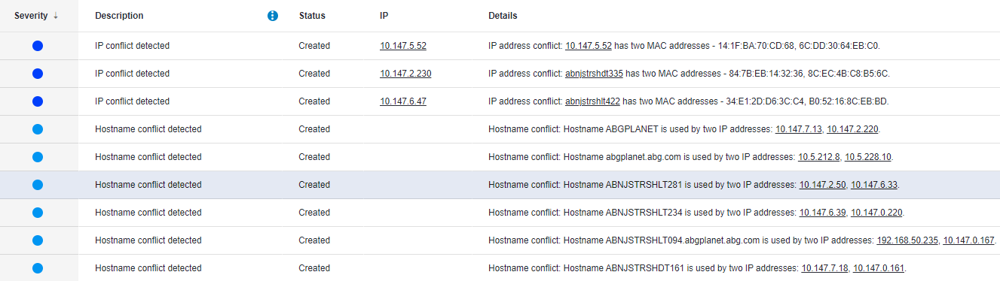 Severity ↓ Description Status IP Details
IP conflict detected Created 10.147.5.52 IP address conflict: 10.147.5.52 has two MAC addresses - 14:1F:BA:70:CD:68, 6C:DD:30:64:EB:C0.
IP conflict detected Created 10.147.2.230 IP address conflict: abnjstrshdt335 has two MAC addresses - 84:7B:EB:14:32:36, 8C:EC:4B:C8:B5:6C.
IP conflict detected Created 10.147.6.47 IP address conflict: abnjstrshlt422 has two MAC addresses - 34:E1:2D:D6:3C:C4, B0:52:16:8C:EB:BD.
Hostname conflict detected Created Hostname conflict: Hostname ABGPLANET is used by two IP addresses: 10.147.7.13, 10.147.2.220.
Hostname conflict detected Created Hostname conflict: Hostname abgplanet.abg.com is used by two IP addresses: 10.5.212.8, 10.5.228.10.
Hostname conflict detected Created Hostname conflict: Hostname ABNJSTRSHLT281 is used by two IP addresses: 10.147.2.50, 10.147.6.33.
Hostname conflict detected Created Hostname conflict: Hostname ABNJSTRSHLT234 is used by two IP addresses: 10.147.6.39, 10.147.0.220.
Hostname conflict detected Created Hostname conflict: Hostname ABNJSTRSHLT094.abgplanet.abg.com is used by two IP addresses: 192.168.50.235, 10.147.0.167.
Hostname conflict detected Created Hostname conflict: Hostname ABNJSTRSHDT161 is used by two IP addresses: 10.147.7.18, 10.147.0.161.